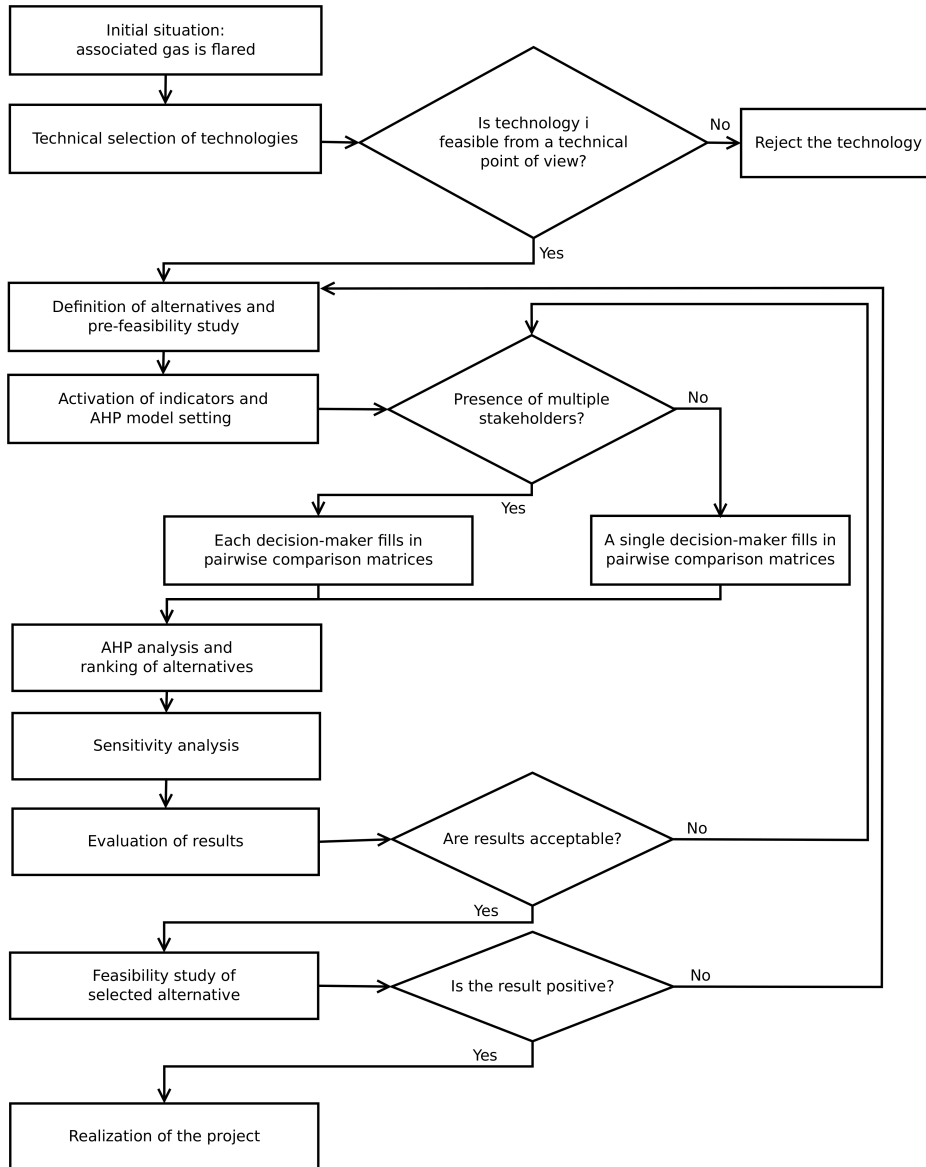 Initial situation:
associated gas is flared
Technical selection of technologies
Is technology i
feasible from a technical
point of view?
No
Reject the technology
Yes
Definition of alternatives and
pre-feasibility study
Activation of indicators and
AHP model setting
Presence of multiple
stakeholders?
No
Yes
Each decision-maker fills in
pairwise comparison matrices
A single decision-maker fills in
pairwise comparison matrices
AHP analysis and
ranking of alternatives
Sensitivity analysis
Evaluation of results
Are results acceptable?
No
Yes
Feasibility study of
selected alternative
Is the result positive?
No
Yes
Realization of the project